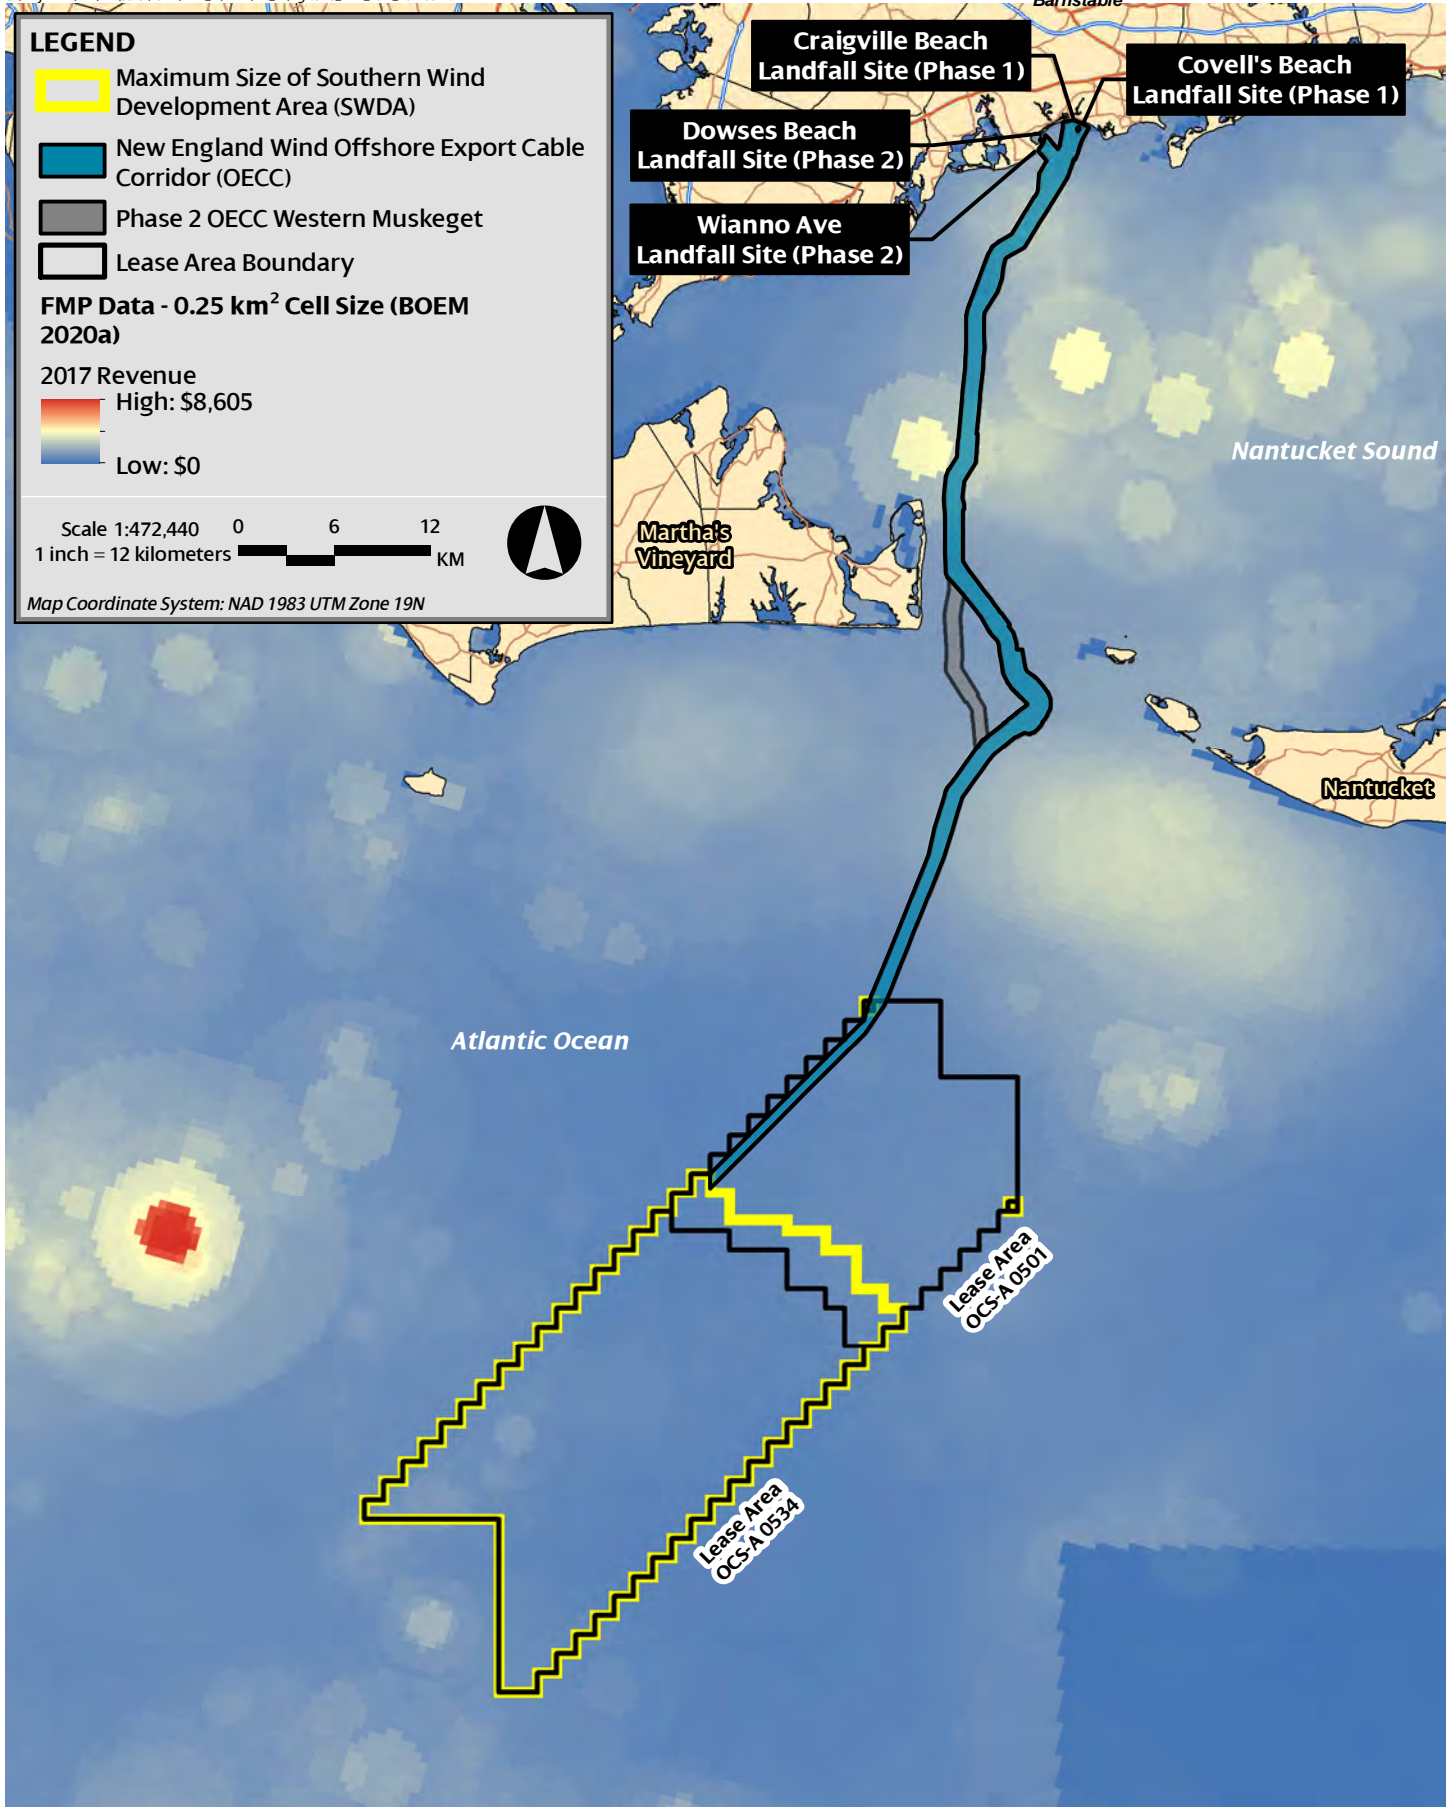 Barnstable
LEGEND
Maximum Size of Southern Wind
Development Area (SWDA)
New England Wind Offshore Export Cable
Corridor (OECC)
Phase 2 OECC Western Muskeget
Lease Area Boundary
FMP Data - 0.25 km² Cell Size (BOEM
2020a)
2017 Revenue
High: $8,605
Low: $0
Scale 1:472,440
1 inch = 12 kilometers
0 6 12
KM
Map Coordinate System: NAD 1983 UTM Zone 19N
Craigville Beach
Landfall Site (Phase 1)
Covell's Beach
Landfall Site (Phase 1)
Dowses Beach
Landfall Site (Phase 2)
Wianno Ave
Landfall Site (Phase 2)
Nantucket Sound
Martha's
Vineyard
Nantucket
Atlantic Ocean
Lease Area
OCS-A 0501
Lease Area
OCS-A 0534